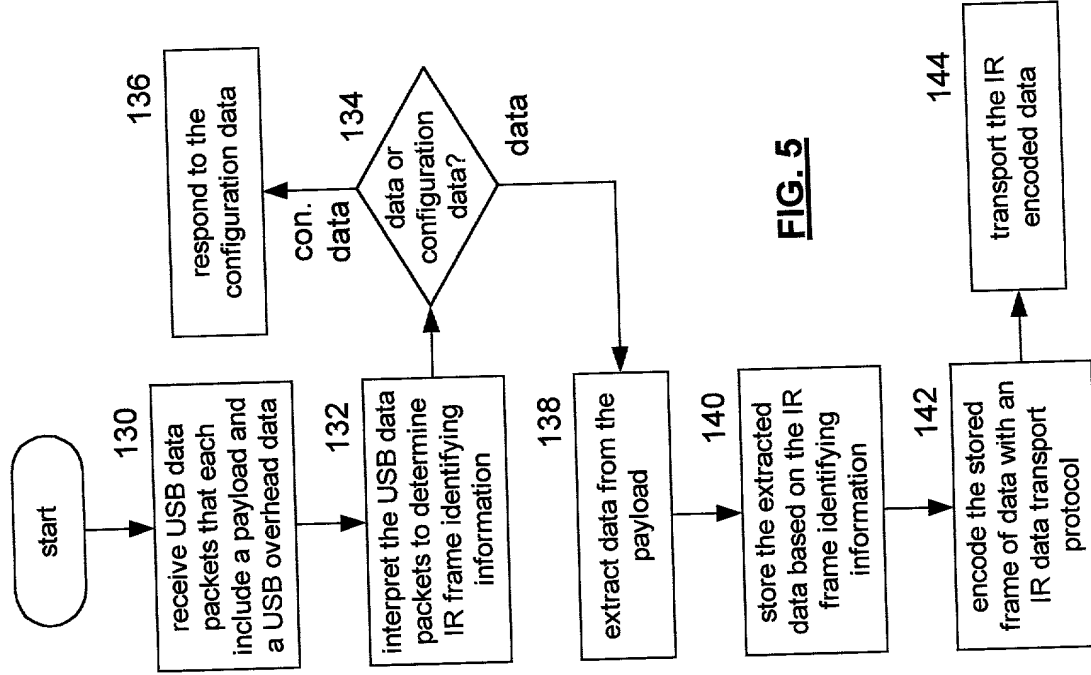 start
130
receive USB data
packets that each
include a payload and
a USB overhead data
132
interpret the USB data
packets to determine
IR frame identifying
information
134
data or
configuration
data?
con.
data
136
respond to the
configuration data
data
138
extract data from the
payload
140
store the extracted
data based on the IR
frame identifying
information
142
encode the stored
frame of data with an
IR data transport
protocol
144
transport the IR
encoded data
FIG. 5